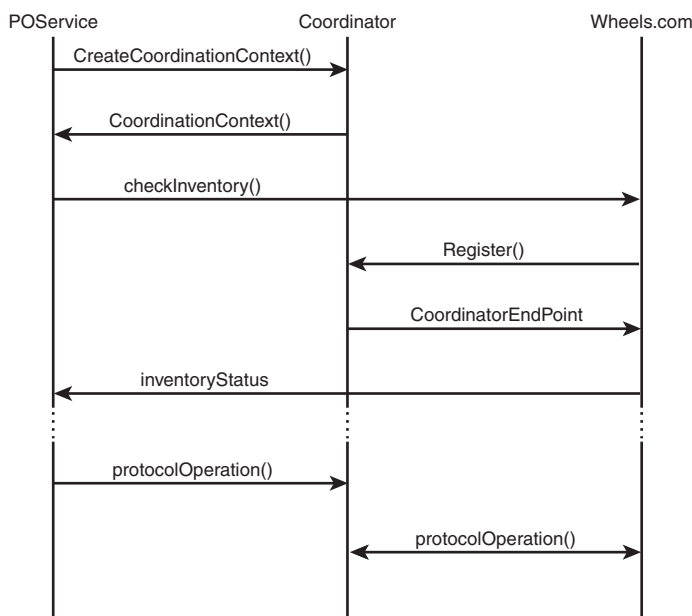 POService
Coordinator
Wheels.com
CreateCoordinationContext()
CoordinationContext()
checkInventory()
Register()
CoordinatorEndPoint
inventoryStatus
protocolOperation()
protocolOperation()